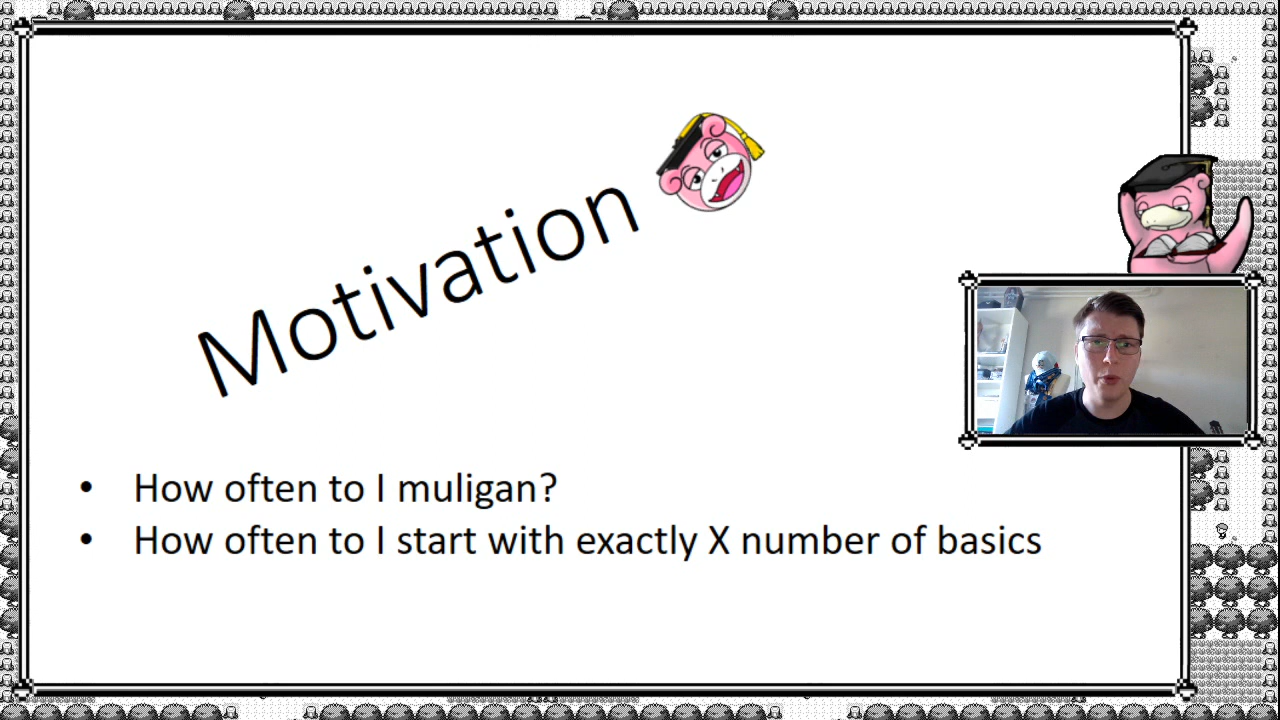 Motivation
• How often to I muligan?
• How often to I start with exactly X number of basics